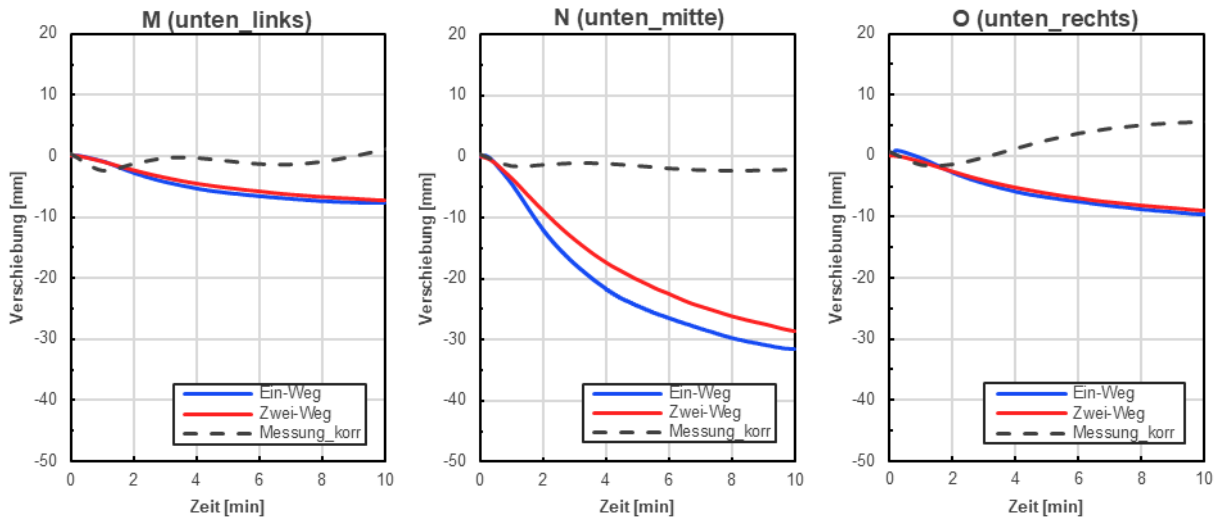 M (unten_links)
20
10
0
-10
-20
-30
-40
-50
Verschiebung [mm]
0 2 4 6 8 10
Zeit [min]
Ein-Weg
Zwei-Weg
Messung_korr
N (unten_mitte)
20
10
0
-10
-20
-30
-40
-50
Verschiebung [mm]
0 2 4 6 8 10
Zeit [min]
Ein-Weg
Zwei-Weg
Messung_korr
O (unten_rechts)
20
10
0
-10
-20
-30
-40
-50
Verschiebung [mm]
0 2 4 6 8 10
Zeit [min]
Ein-Weg
Zwei-Weg
Messung_korr